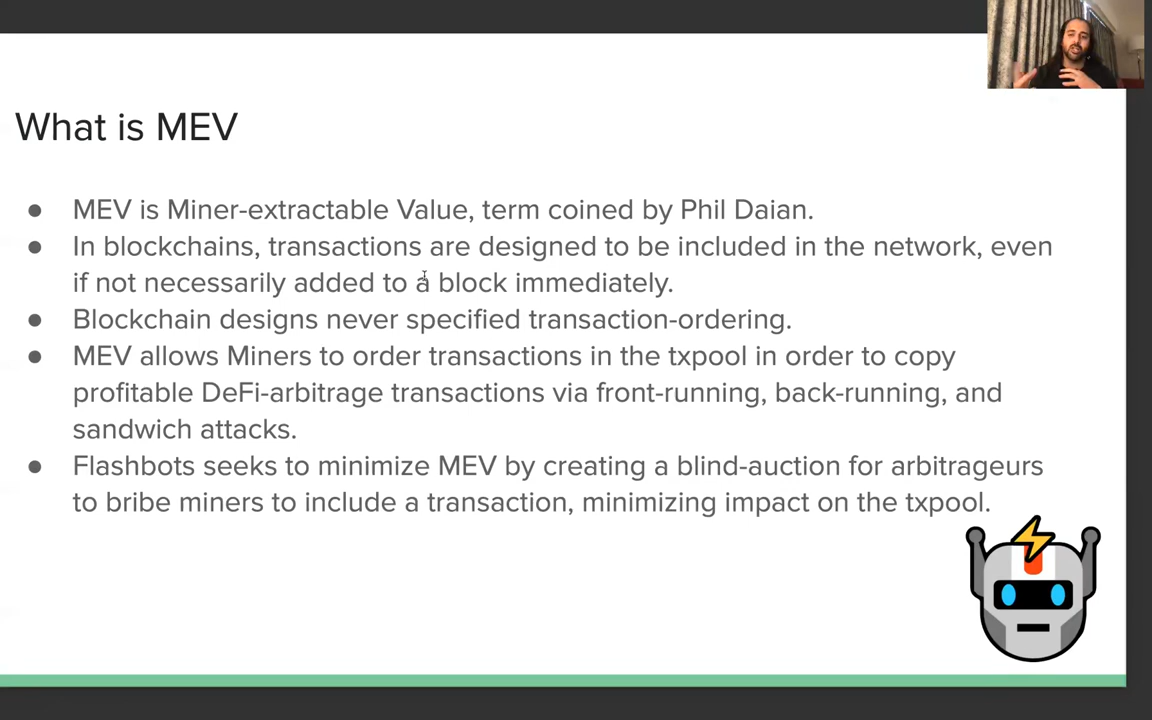 What is MEV
● MEV is Miner-extractable Value, term coined by Phil Daian.
● In blockchains, transactions are designed to be included in the network, even
if not necessarily added to a block immediately.
● Blockchain designs never specified transaction-ordering.
● MEV allows Miners to order transactions in the txpool in order to copy
profitable DeFi-arbitrage transactions via front-running, back-running, and
sandwich attacks.
● Flashbots seeks to minimize MEV by creating a blind-auction for arbitrageurs
to bribe miners to include a transaction, minimizing impact on the txpool.